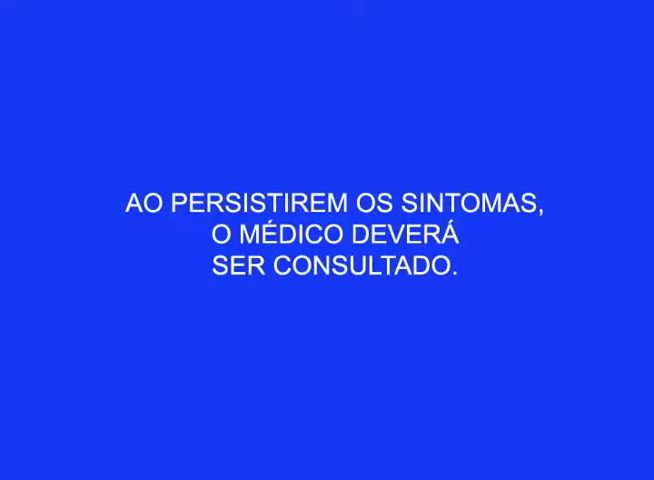 AO PERSISTIREM OS SINTOMAS,
O MÉDICO DEVERÁ
SER CONSULTADO.